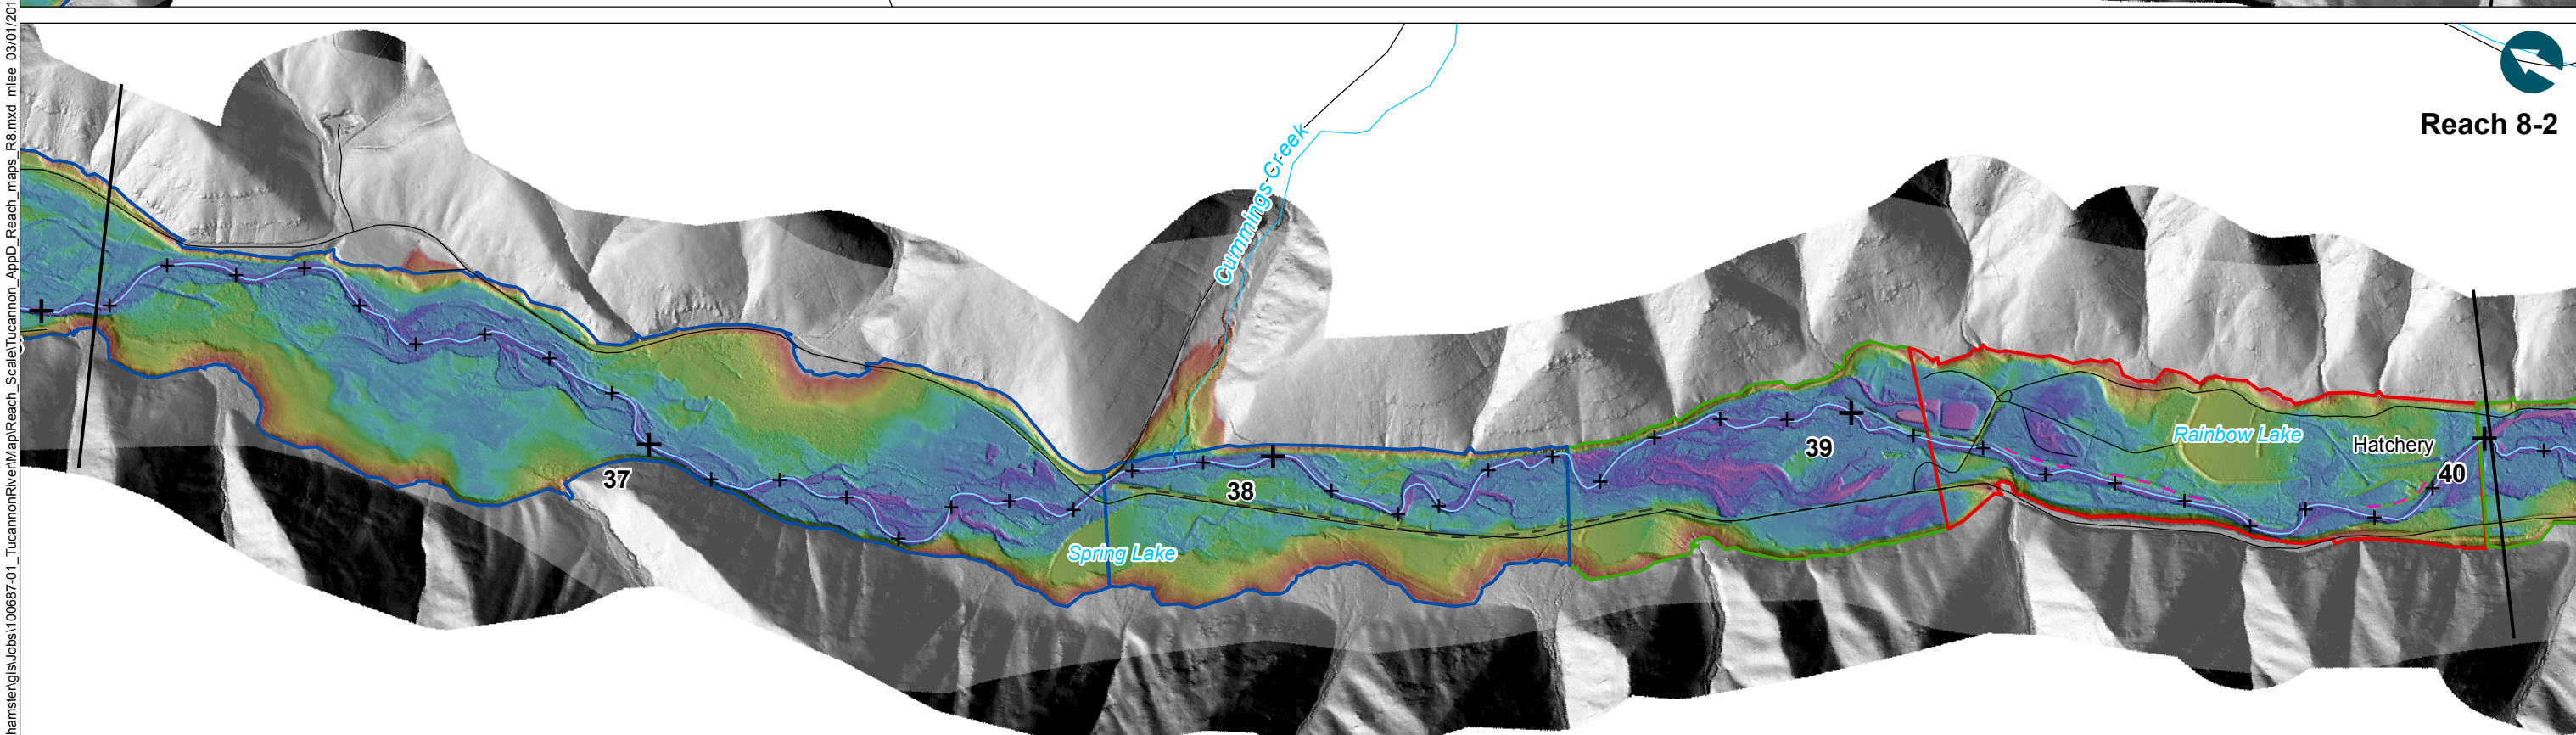 hamster\gis\Jobs\100687-01_TucannonRiver\Map\Reach_Scale\Tucannon_AppD_Reach_maps_R8.mxd mlee 03/01/201
Reach 8-2
Cummings Creek
39
Rainbow Lake
Hatchery
40
37
38
Spring Lake